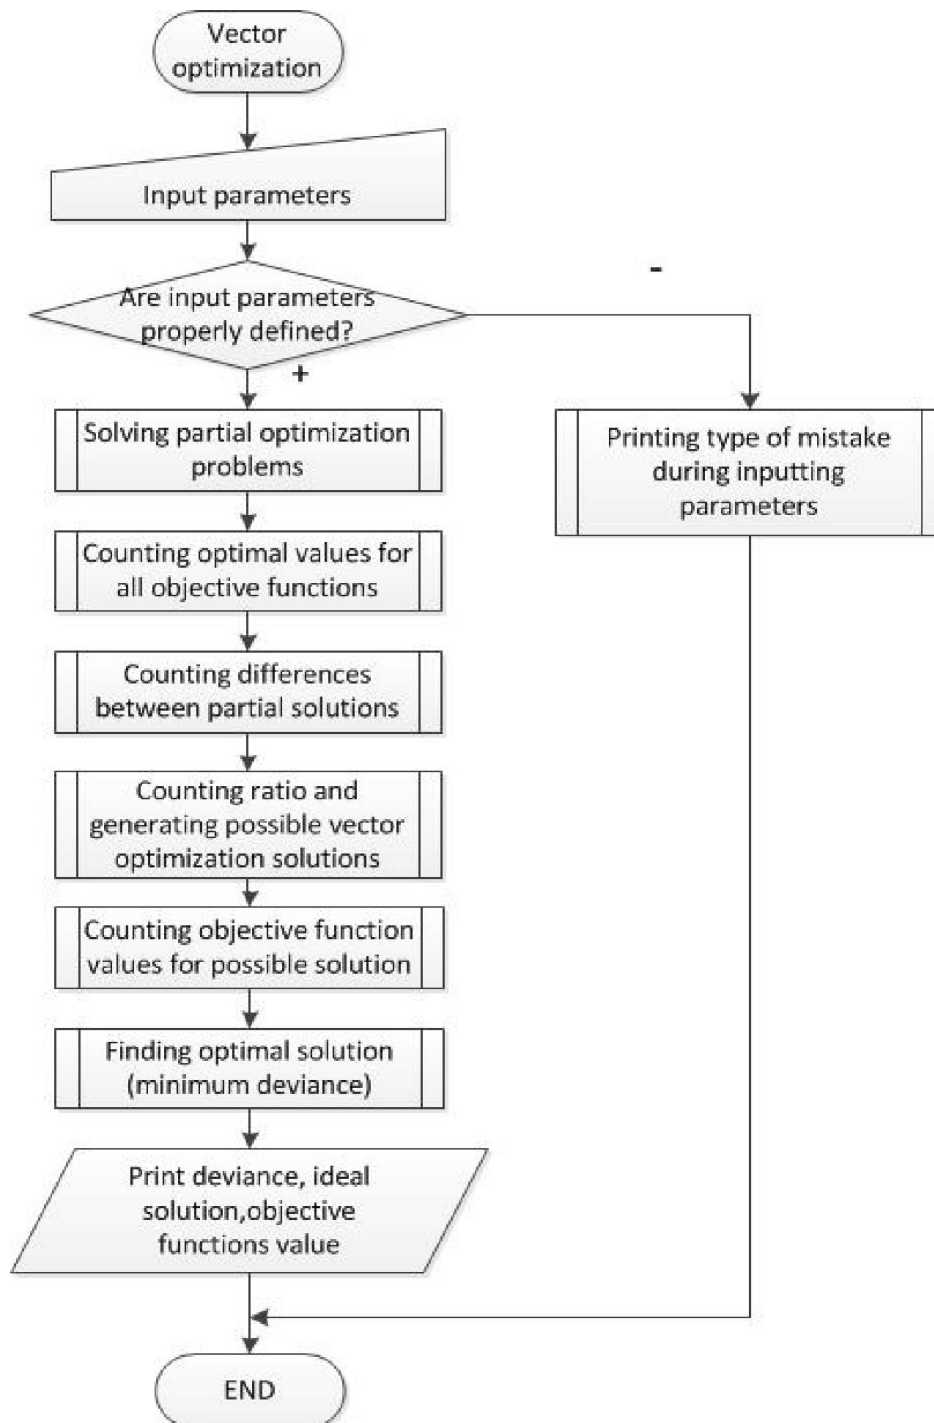 Vector
optimization
Input parameters
-
Are input parameters
properly defined?
+
Solving partial optimization
problems
Printing type of mistake
during inputting
parameters
Counting optimal values for
all objective functions
Counting differences
between partial solutions
Counting ratio and
generating possible vector
optimization solutions
Counting objective function
values for possible solution
Finding optimal solution
(minimum deviance)
Print deviance, ideal
solution,objective
functions value
END